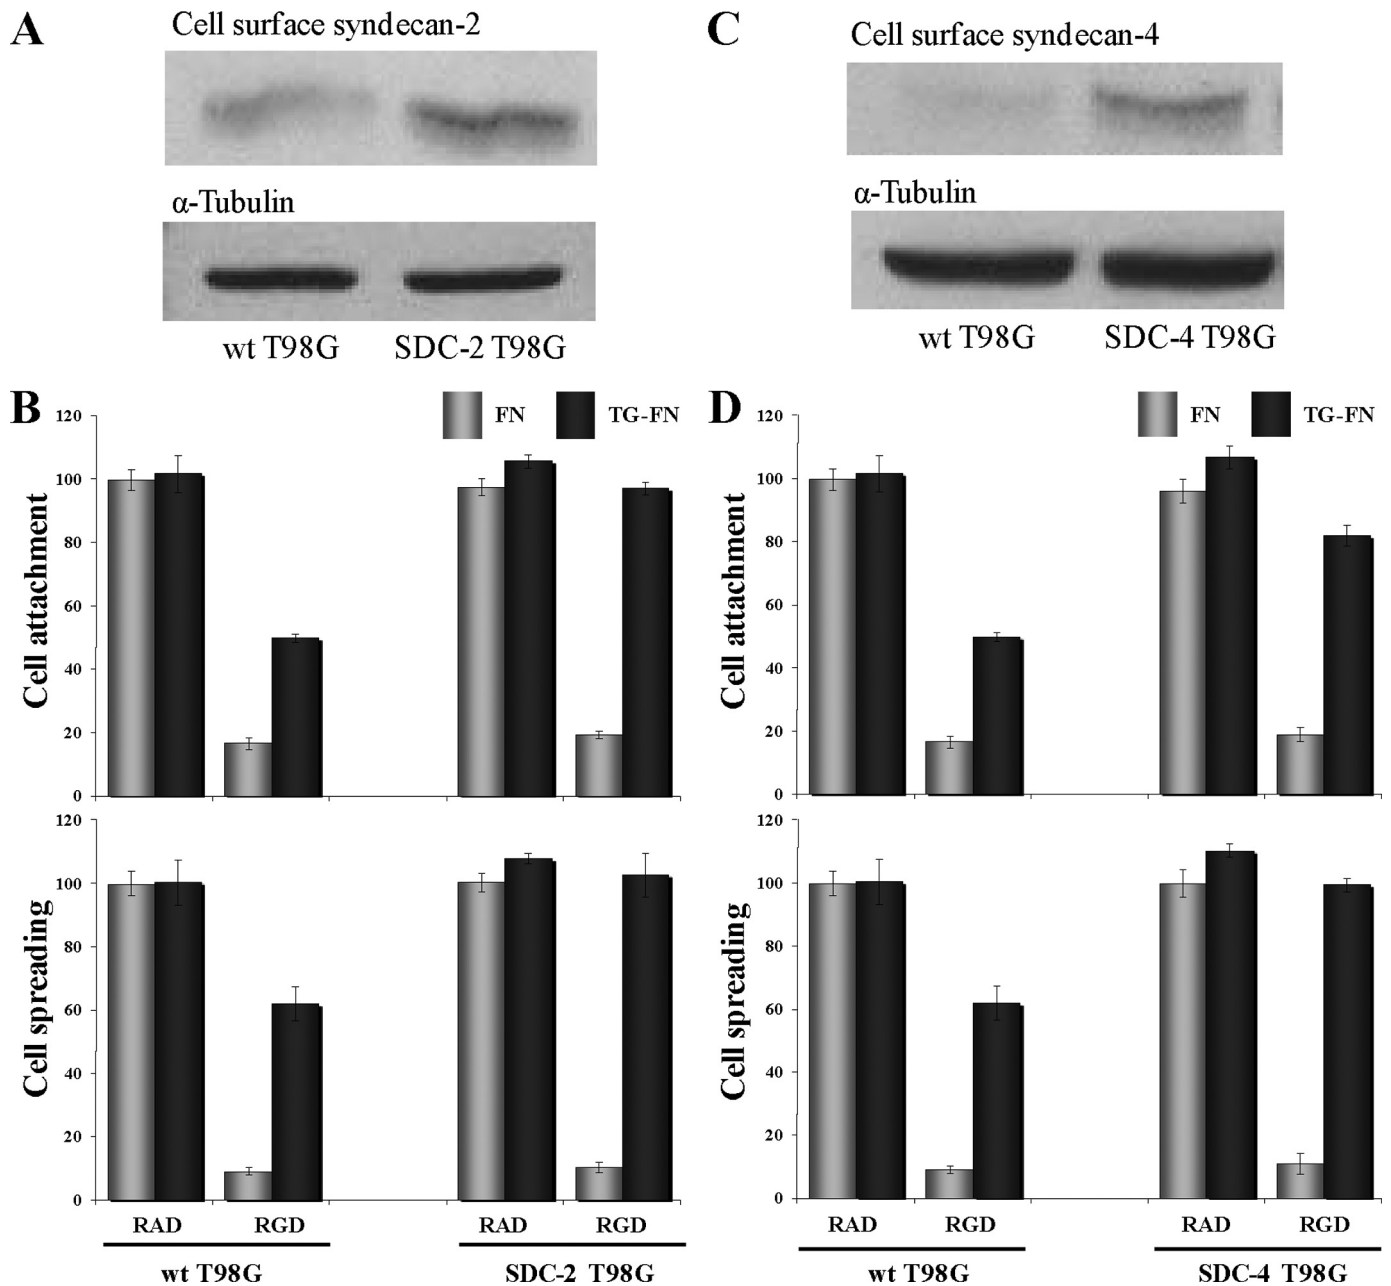 A
Cell surface syndecan-2
α-Tubulin
wt T98G SDC-2 T98G
C
Cell surface syndecan-4
α-Tubulin
wt T98G SDC-4 T98G
B
FN TG-FN
Cell attachment
120
100
80
60
40
20
0
Cell spreading
120
100
80
60
40
20
0
RAD RGD RAD RGD
wt T98G SDC-2 T98G
D
FN TG-FN
Cell attachment
120
100
80
60
40
20
0
Cell spreading
120
100
80
60
40
20
0
RAD RGD RAD RGD
wt T98G SDC-4 T98G